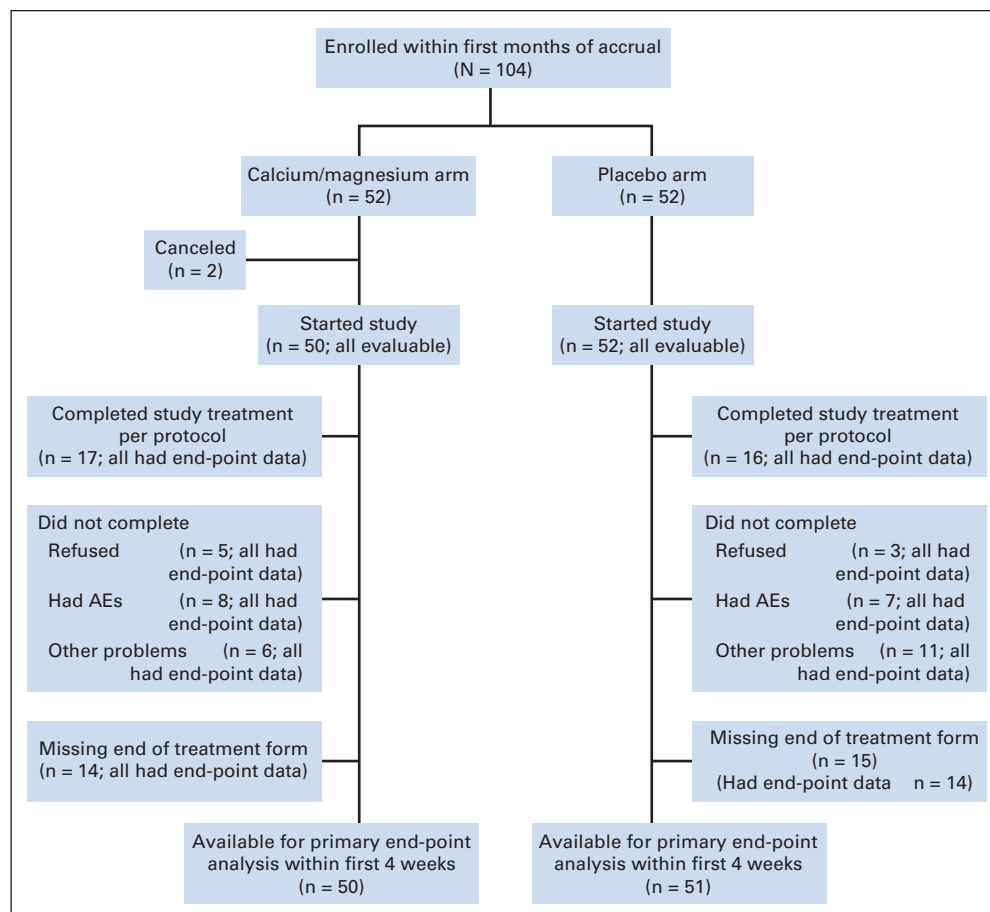 Enrolled within first months of accrual
(N = 104)
Calcium/magnesium arm
(n = 52)
Placebo arm
(n = 52)
Canceled
(n = 2)
Started study
(n = 50; all evaluable)
Started study
(n = 52; all evaluable)
Completed study treatment
per protocol
(n = 17; all had end-point data)
Completed study treatment
per protocol
(n = 16; all had end-point data)
Did not complete
Refused (n = 5; all had
end-point data)
Had AEs (n = 8; all had
end-point data)
Other problems (n = 6; all
had end-point data)
Did not complete
Refused (n = 3; all had
end-point data)
Had AEs (n = 7; all had
end-point data)
Other problems (n = 11; all
had end-point data)
Missing end of treatment form
(n = 14; all had end-point data)
Missing end of treatment form
(n = 15)
(Had end-point data n = 14)
Available for primary end-point
analysis within first 4 weeks
(n = 50)
Available for primary end-point
analysis within first 4 weeks
(n = 51)